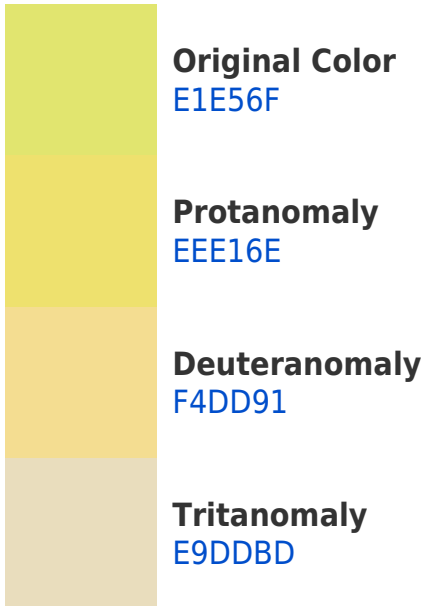 Original Color
E1E56F
Protanomaly
EEE16E
Deuteranomaly
F4DD91
Tritanomaly
E9DDBD